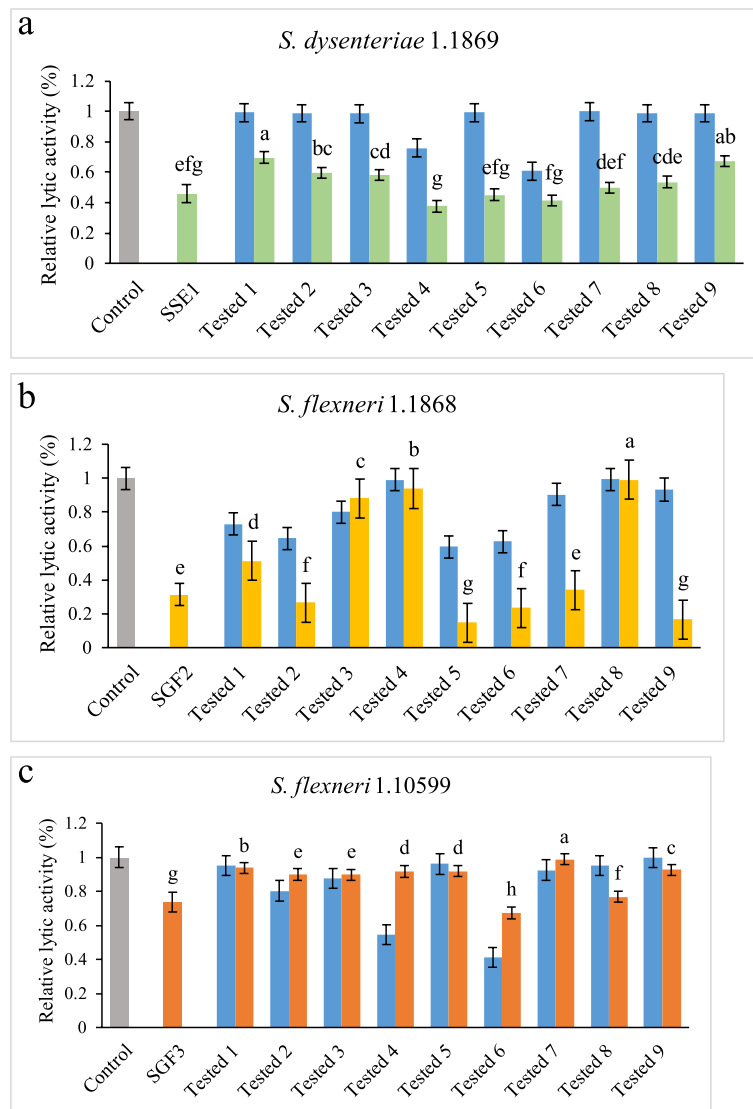 a
S. dysenteriae 1.1869
Relative lytic activity (%)
1.2
1
0.8
0.6
0.4
0.2
0
efg
a
bc
cd
g
efg
fg
def
cde
ab
Control
SSE1
Tested 1
Tested 2
Tested 3
Tested 4
Tested 5
Tested 6
Tested 7
Tested 8
Tested 9
b
S. flexneri 1.1868
Relative lytic activity (%)
1.2
1
0.8
0.6
0.4
0.2
0
e
d
f
c
b
g
f
e
a
g
Control
SGF2
Tested 1
Tested 2
Tested 3
Tested 4
Tested 5
Tested 6
Tested 7
Tested 8
Tested 9
c
S. flexneri 1.10599
Relative lytic activity (%)
1.2
1
0.8
0.6
0.4
0.2
0
g
b
e
e
d
d
h
a
f
c
Control
SGF3
Tested 1
Tested 2
Tested 3
Tested 4
Tested 5
Tested 6
Tested 7
Tested 8
Tested 9